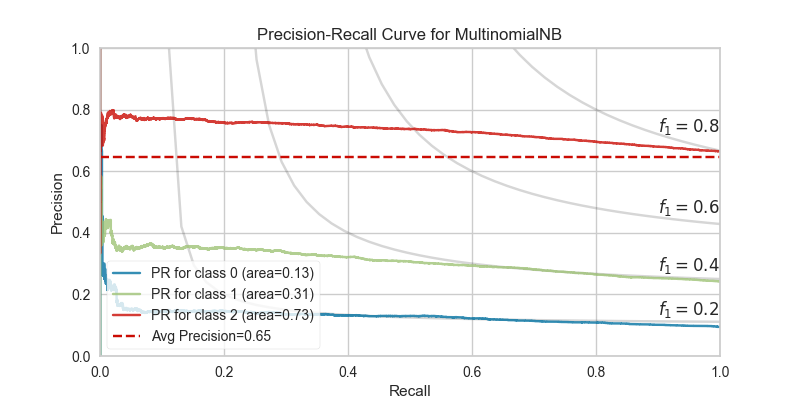 Precision-Recall Curve for MultinomialNB
1.0
0.8
0.6
0.4
0.2
0.0
Precision
f1 = 0.8
f1 = 0.6
f1 = 0.4
f1 = 0.2
PR for class 0 (area=0.13)
PR for class 1 (area=0.31)
PR for class 2 (area=0.73)
Avg Precision=0.65
0.0 0.2 0.4 0.6 0.8 1.0
Recall